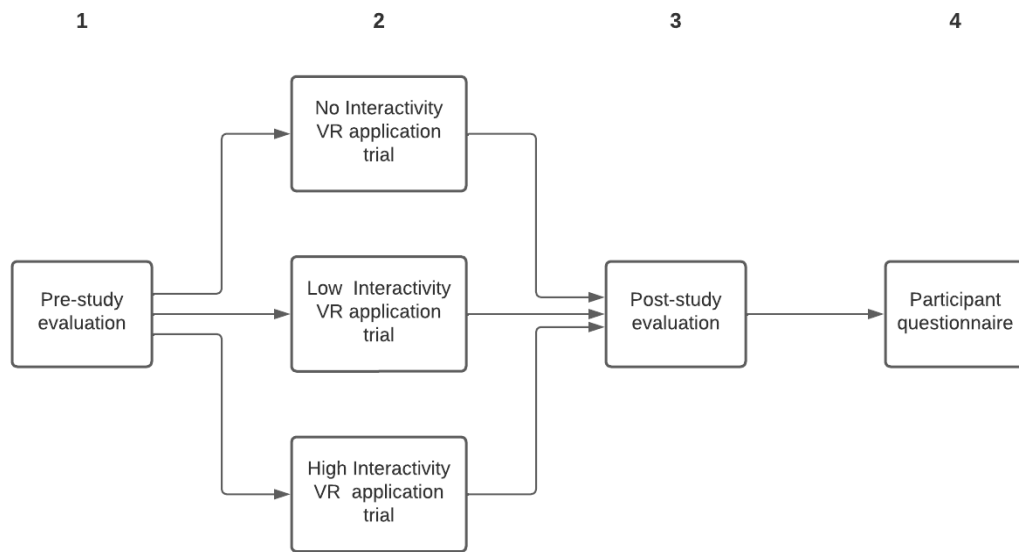 1
2
3
4
No Interactivity
VR application
trial
Pre-study
evaluation
Low Interactivity
VR application
trial
Post-study
evaluation
Participant
questionnaire
High Interactivity
VR application
trial